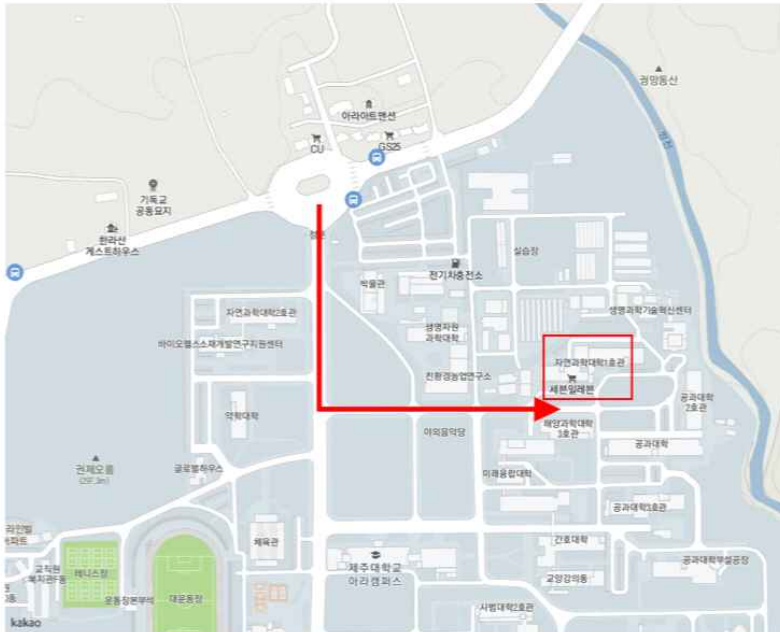 궝망동산
아라아트펜션
CU
GS25
기독교
공동묘지
한라산
게스트하우스
정문
실습장
박물관
전기차충전소
자연과학대학2호관
생명자원
과학대학
생명과학기술혁신센터
바이오헬스소재개발연구지원센터
자연과학대학1호관
친환경농업연구소
세븐일레븐
공과대학
2호관
약학대학
야외음악당
해양과학대학
3호관
공과대학
권제오름
글로벌하우스
미래융합대학
공과대학3호관
체육관
간호대학
제주대학교
아라캠퍼스
공과대학부설공장
교직원
테니스장
교양강의동
운동장본부석
대운동장
사범대학2호관
kakao